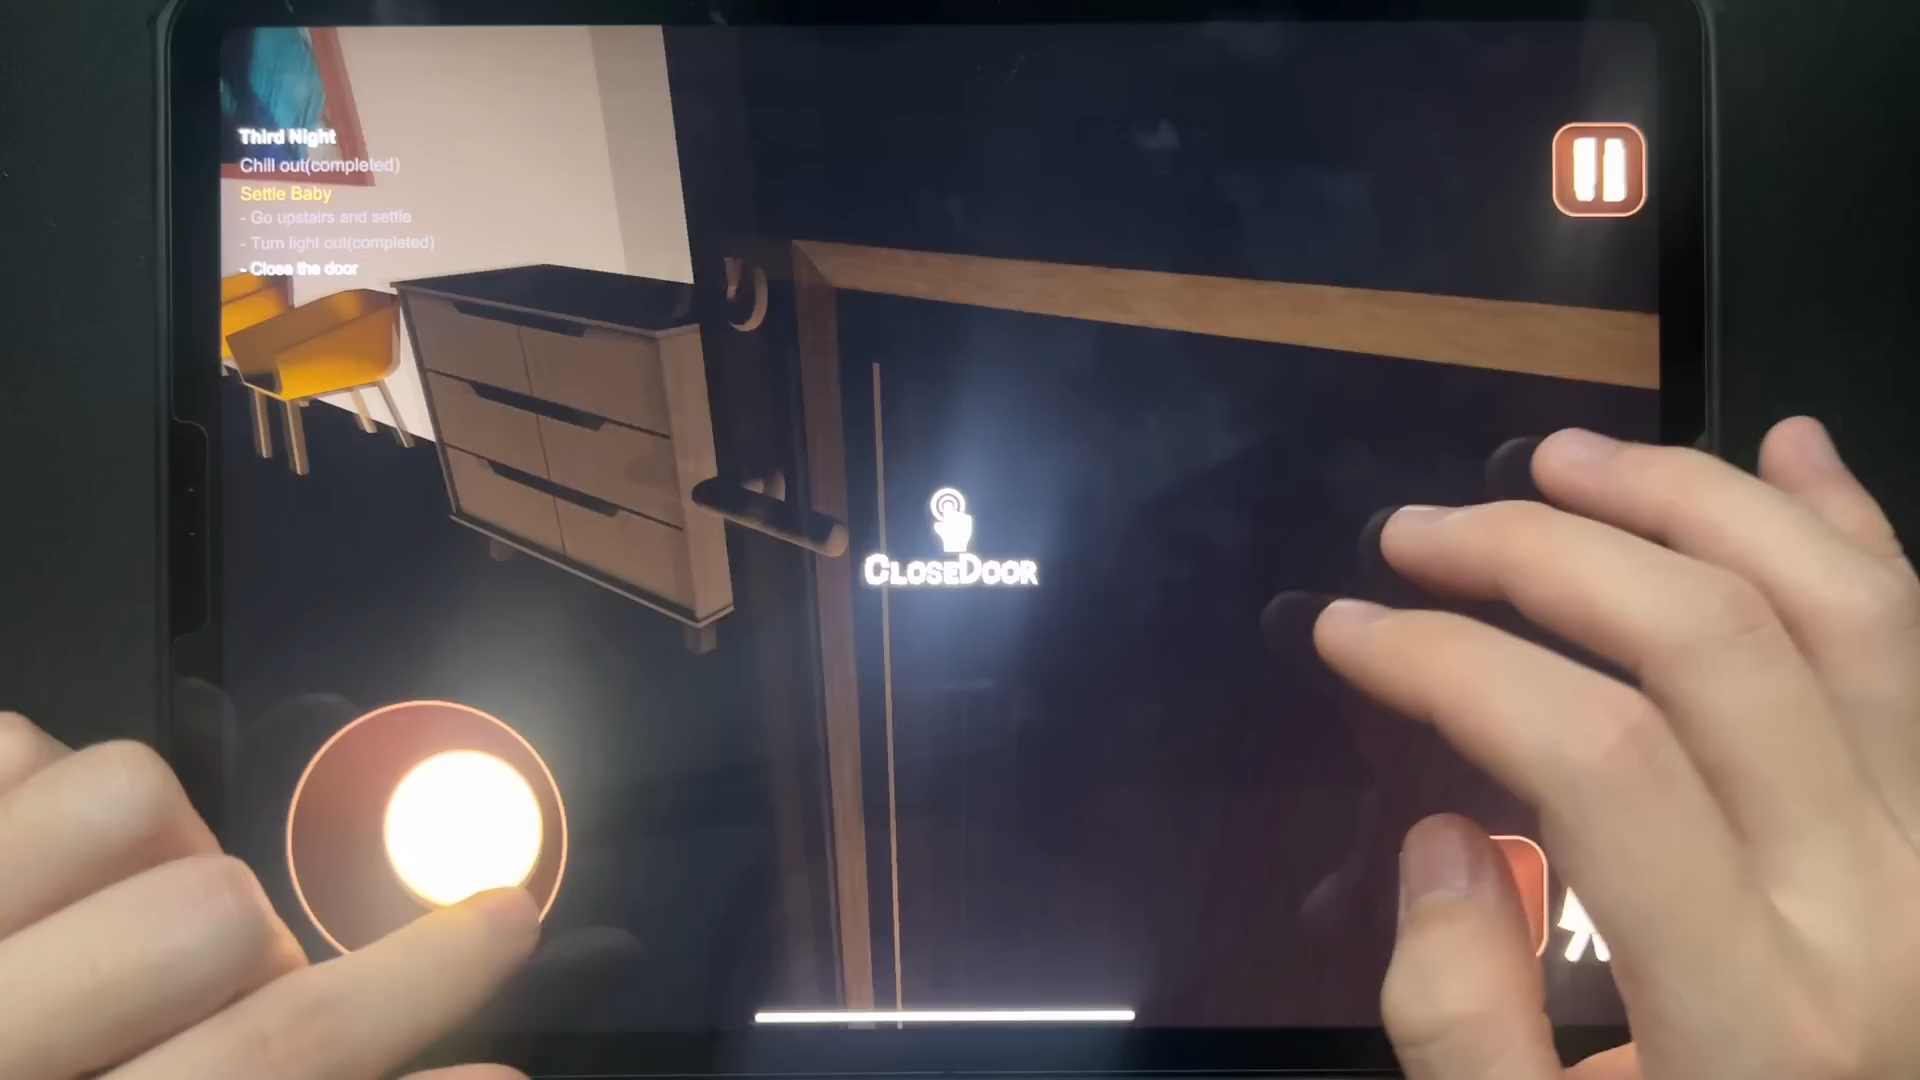 Third Night
Chill out(completed)
Settle Baby
- Go upstairs and settle
- Turn light out(completed)
- Close the door
CLOSEDOOR